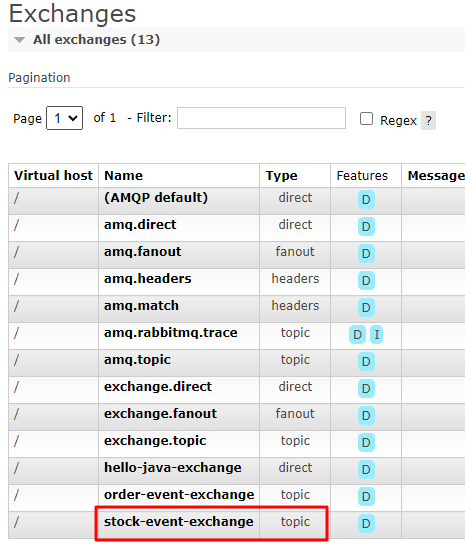 Exchanges
All exchanges (13)
Pagination
Page 1 of 1 - Filter: Regex ?
Virtual host Name Type Features Message
/ (AMQP default) direct D
/ amq.direct direct D
/ amq.fanout fanout D
/ amq.headers headers D
/ amq.match headers D
/ amq.rabbitmq.trace topic D I
/ amq.topic topic D
/ exchange.direct direct D
/ exchange.fanout fanout D
/ exchange.topic topic D
/ hello-java-exchange direct D
/ order-event-exchange topic D
/ stock-event-exchange topic D